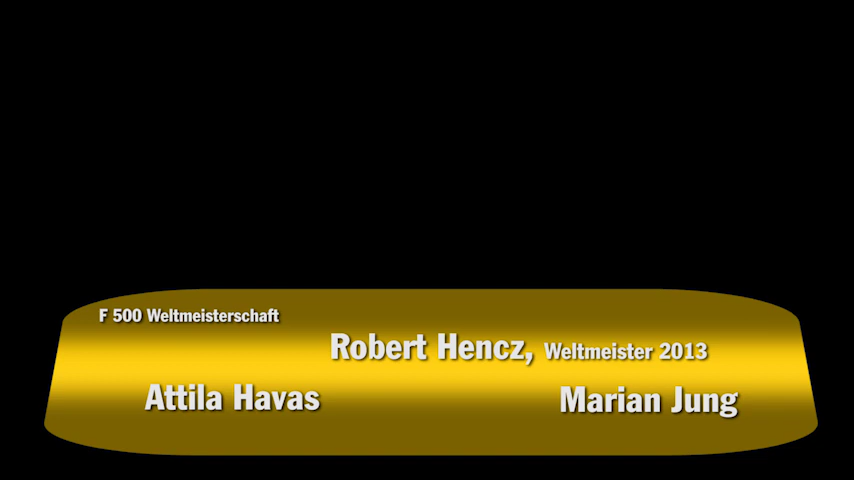 F 500 Weltmeisterschaft
Robert Hencz, Weltmeister 2013
Attila Havas
Marian Jung